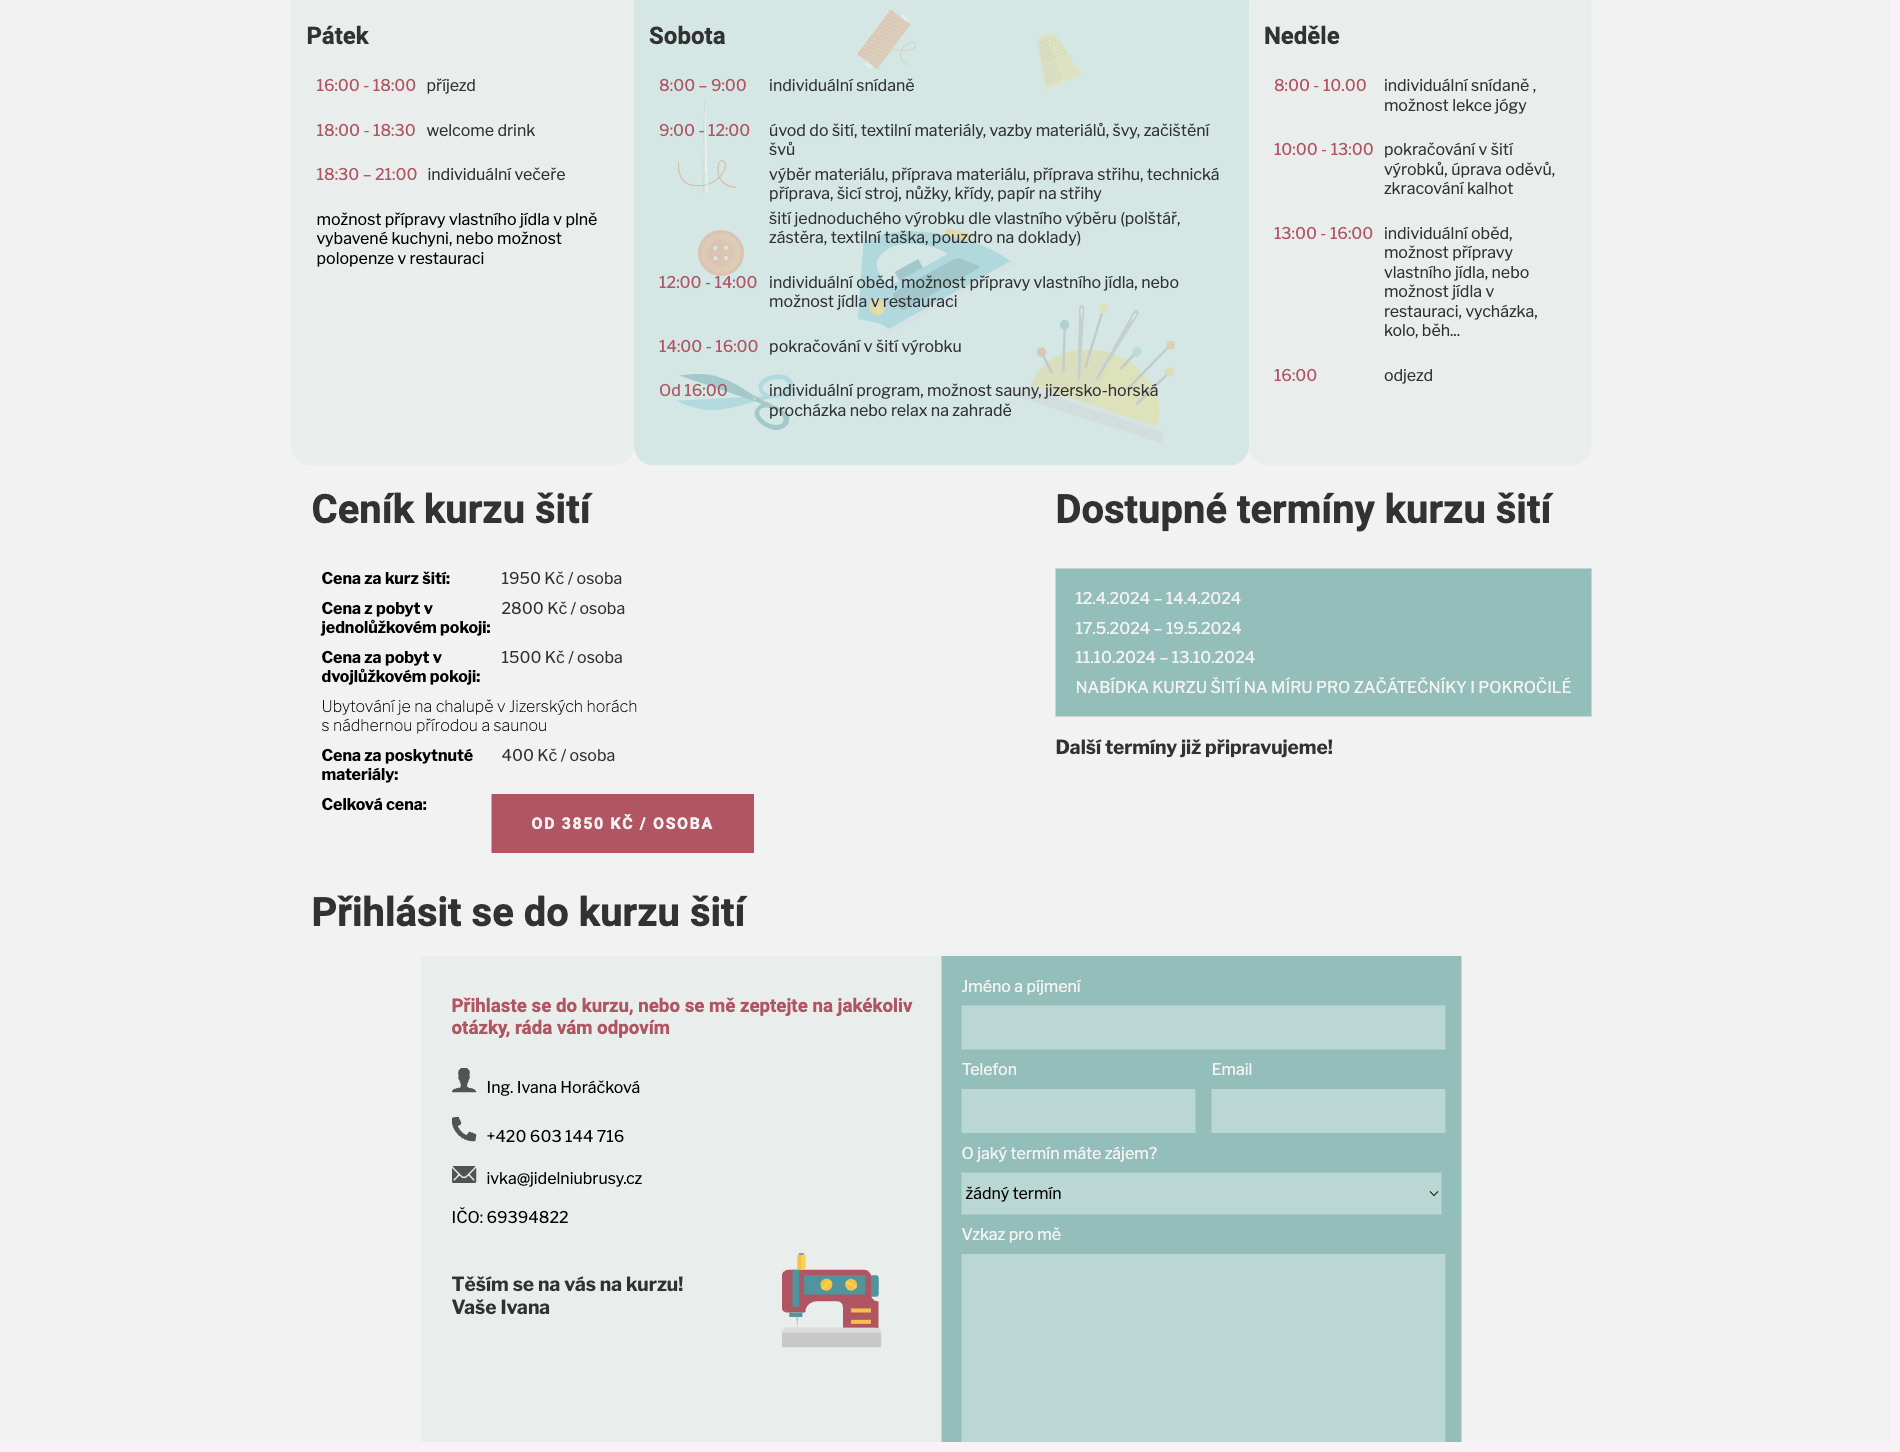 Pátek
16:00 - 18:00 příjezd
18:00 - 18:30 welcome drink
18:30 – 21:00 individuální večeře
možnost přípravy vlastního jídla v plně
vybavené kuchyni, nebo možnost
polopenze v restauraci
Sobota
8:00 – 9:00 individuální snídaně
9:00 - 12:00 úvod do šití, textilní materiály, vazby materiálů, švy, začištění
švů
výběr materiálu, příprava materiálu, příprava střihu, technická
příprava, šicí stroj, nůžky, křídy, papír na střihy
šití jednoduchého výrobku dle vlastního výběru (polštář,
zástěra, textilní taška, pouzdro na doklady)
12:00 - 14:00 individuální oběd, možnost přípravy vlastního jídla, nebo
možnost jídla v restauraci
14:00 - 16:00 pokračování v šití výrobku
Od 16:00 individuální program, možnost sauny, jizersko-horská
procházka nebo relax na zahradě
Neděle
8:00 - 10.00 individuální snídaně ,
možnost lekce jógy
10:00 - 13:00 pokračování v šití
výrobků, úprava oděvů,
zkracování kalhot
13:00 - 16:00 individuální oběd,
možnost přípravy
vlastního jídla, nebo
možnost jídla v
restauraci, vycházka,
kolo, běh...
16:00 odjezd
Ceník kurzu šití
Cena za kurz šití: 1950 Kč / osoba
Cena z pobyt v 2800 Kč / osoba
jednolůžkovém pokoji:
Cena za pobyt v 1500 Kč / osoba
dvojlůžkovém pokoji:
Ubytování je na chalupě v Jizerských horách
s nádhernou přírodou a saunou
Cena za poskytnuté 400 Kč / osoba
materiály:
Celková cena:
OD 3850 KČ / OSOBA
Dostupné termíny kurzu šití
12.4.2024 – 14.4.2024
17.5.2024 – 19.5.2024
11.10.2024 – 13.10.2024
NABÍDKA KURZU ŠITÍ NA MÍRU PRO ZAČÁTEČNÍKY I POKROČILÉ
Další termíny již připravujeme!
Přihlásit se do kurzu šití
Přihlaste se do kurzu, nebo se mě zeptejte na jakékoliv
otázky, ráda vám odpovím
Ing. Ivana Horáčková
+420 603 144 716
ivka@jidelniubrusy.cz
IČO: 69394822
Těším se na vás na kurzu!
Vaše Ivana
Jméno a píjmení
Telefon Email
O jaký termín máte zájem?
žádný termín
Vzkaz pro mě